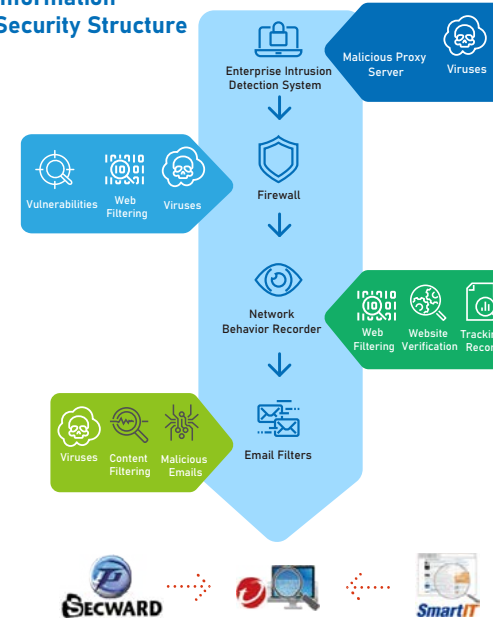 Information
Security Structure
Enterprise Intrusion
Detection System
Malicious Proxy
Server
Viruses
Vulnerabilities
Web
Filtering
Viruses
Firewall
Network
Behavior Recorder
Web
Filtering
Website
Verification
Viruses
Content
Filtering
Malicious
Emails
Email Filters
SECWARD
SmartIT